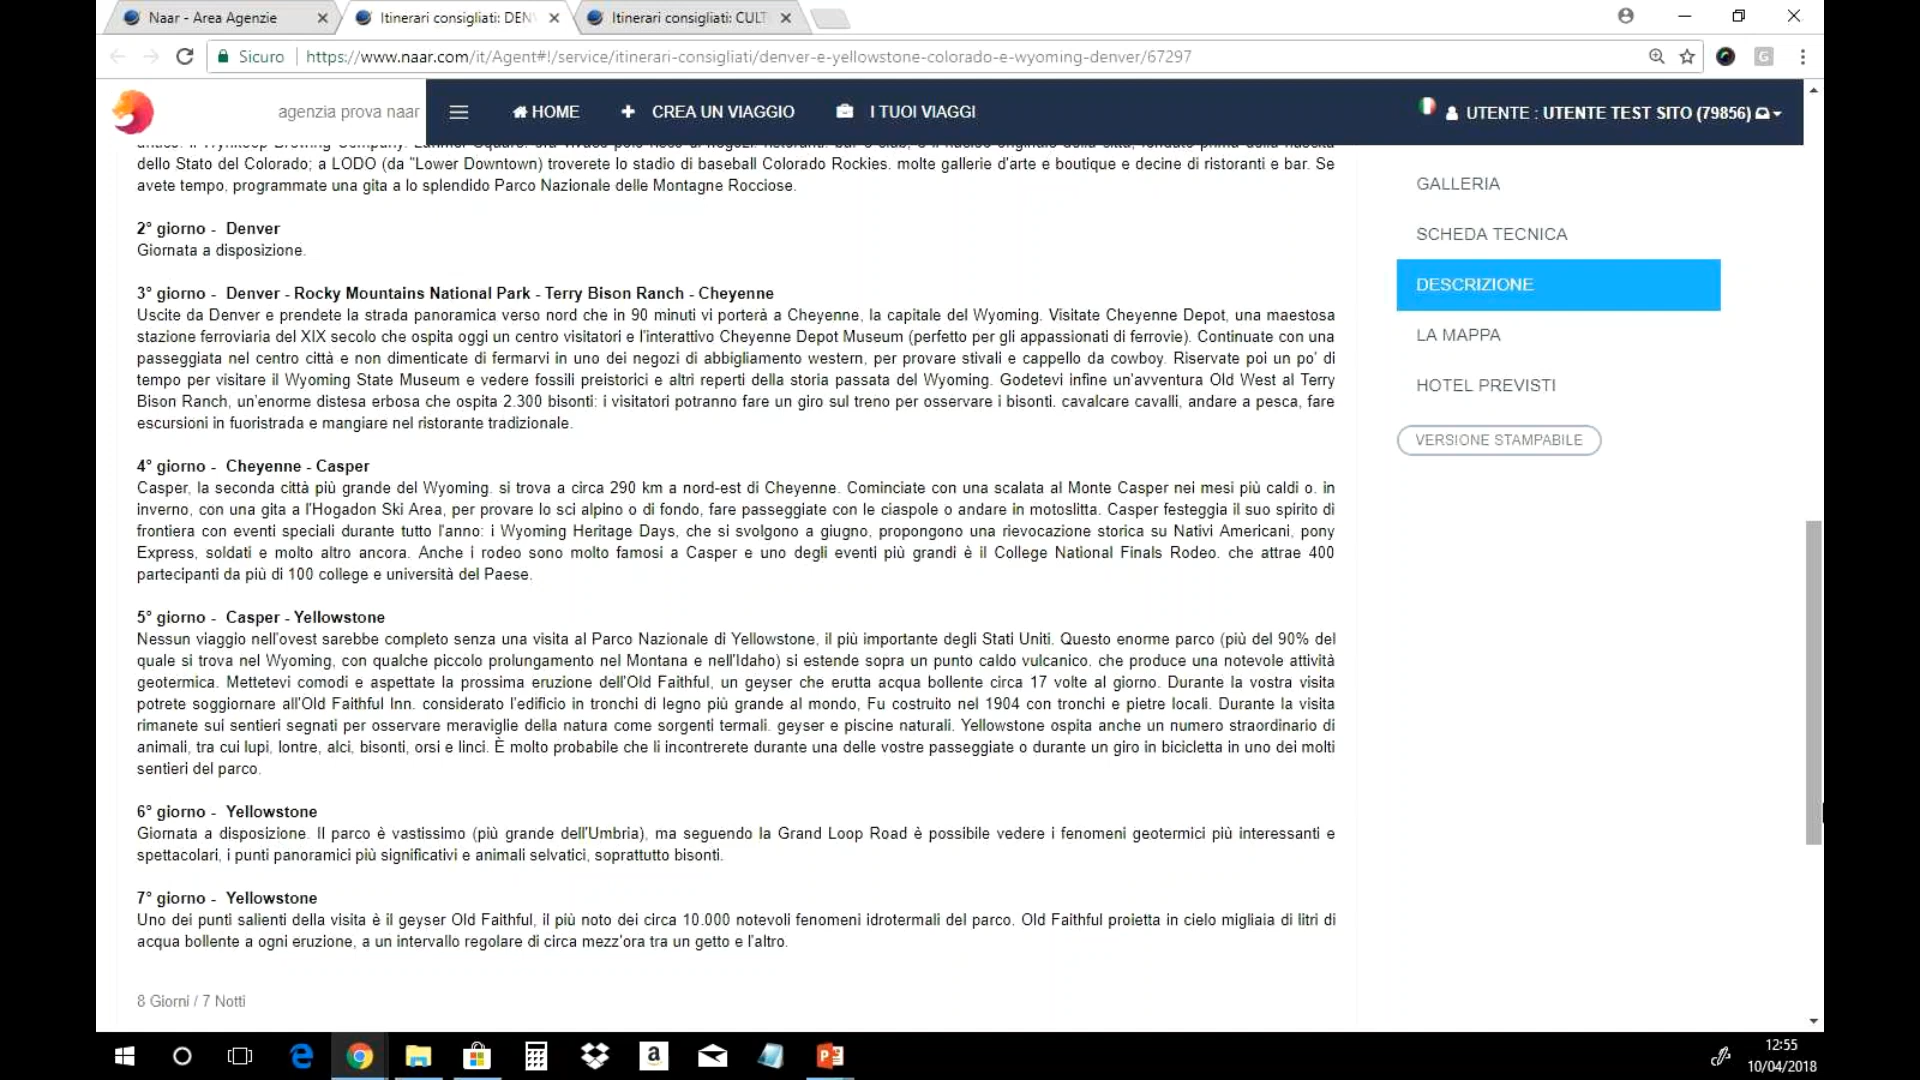 Naar - Area Agenzie
Itinerari consigliati: DEN
Itinerari consigliati: CULT
Sicuro
https://www.naar.com/it/Agent#!/service/itinerari-consigliati/denver-e-yellowstone-colorado-e-wyoming-denver/67297
agenzia prova naar
HOME
CREA UN VIAGGIO
I TUOI VIAGGI
UTENTE : UTENTE TEST SITO (79856)
dello Stato del Colorado; a LODO (da "Lower Downtown) troverete lo stadio di baseball Colorado Rockies. molte gallerie d'arte e boutique e decine di ristoranti e bar. Se
avete tempo, programmate una gita a lo splendido Parco Nazionale delle Montagne Rocciose.
2° giorno - Denver
Giornata a disposizione.
3° giorno - Denver - Rocky Mountains National Park - Terry Bison Ranch - Cheyenne
Uscite da Denver e prendete la strada panoramica verso nord che in 90 minuti vi porterà a Cheyenne, la capitale del Wyoming. Visitate Cheyenne Depot, una maestosa
stazione ferroviaria del XIX secolo che ospita oggi un centro visitatori e l'interattivo Cheyenne Depot Museum (perfetto per gli appassionati di ferrovie). Continuate con una
passeggiata nel centro città e non dimenticate di fermarvi in uno dei negozi di abbigliamento western, per provare stivali e cappello da cowboy. Riservate poi un po' di
tempo per visitare il Wyoming State Museum e vedere fossili preistorici e altri reperti della storia passata del Wyoming. Godetevi infine un'avventura Old West al Terry
Bison Ranch, un'enorme distesa erbosa che ospita 2.300 bisonti: i visitatori potranno fare un giro sul treno per osservare i bisonti. cavalcare cavalli, andare a pesca, fare
escursioni in fuoristrada e mangiare nel ristorante tradizionale.
4° giorno - Cheyenne - Casper
Casper, la seconda città più grande del Wyoming. si trova a circa 290 km a nord-est di Cheyenne. Cominciate con una scalata al Monte Casper nei mesi più caldi o. in
inverno, con una gita a l'Hogadon Ski Area, per provare lo sci alpino o di fondo, fare passeggiate con le ciaspole o andare in motoslitta. Casper festeggia il suo spirito di
frontiera con eventi speciali durante tutto l'anno: i Wyoming Heritage Days, che si svolgono a giugno, propongono una rievocazione storica su Nativi Americani, pony
Express, soldati e molto altro ancora. Anche i rodeo sono molto famosi a Casper e uno degli eventi più grandi è il College National Finals Rodeo. che attrae 400
partecipanti da più di 100 college e università del Paese.
5° giorno - Casper - Yellowstone
Nessun viaggio nell'ovest sarebbe completo senza una visita al Parco Nazionale di Yellowstone, il più importante degli Stati Uniti. Questo enorme parco (più del 90% del
quale si trova nel Wyoming, con qualche piccolo prolungamento nel Montana e nell'Idaho) si estende sopra un punto caldo vulcanico. che produce una notevole attività
geotermica. Mettetevi comodi e aspettate la prossima eruzione dell'Old Faithful, un geyser che erutta acqua bollente circa 17 volte al giorno. Durante la vostra visita
potrete soggiornare all'Old Faithful Inn. considerato l'edificio in tronchi di legno più grande al mondo, Fu costruito nel 1904 con tronchi e pietre locali. Durante la visita
rimanete sui sentieri segnati per osservare meraviglie della natura come sorgenti termali. geyser e piscine naturali. Yellowstone ospita anche un numero straordinario di
animali, tra cui lupi, lontre, alci, bisonti, orsi e linci. È molto probabile che li incontrerete durante una delle vostre passeggiate o durante un giro in bicicletta in uno dei molti
sentieri del parco.
6° giorno - Yellowstone
Giornata a disposizione. Il parco è vastissimo (più grande dell'Umbria), ma seguendo la Grand Loop Road è possibile vedere i fenomeni geotermici più interessanti e
spettacolari, i punti panoramici più significativi e animali selvatici, soprattutto bisonti.
7° giorno - Yellowstone
Uno dei punti salienti della visita è il geyser Old Faithful, il più noto dei circa 10.000 notevoli fenomeni idrotermali del parco. Old Faithful proietta in cielo migliaia di litri di
acqua bollente a ogni eruzione, a un intervallo regolare di circa mezz'ora tra un getto e l'altro.
8 Giorni / 7 Notti
GALLERIA
SCHEDA TECNICA
DESCRIZIONE
LA MAPPA
HOTEL PREVISTI
VERSIONE STAMPABILE
12:55
10/04/2018